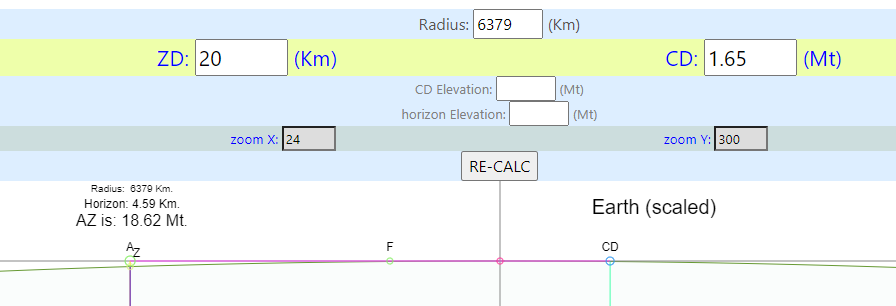 Radius: 6379 (Km)
ZD: 20 (Km) CD: 1.65 (Mt)
CD Elevation: (Mt)
horizon Elevation: (Mt)
zoom X: 24 zoom Y: 300
RE-CALC
Radius: 6379 Km.
Horizon: 4.59 Km.
AZ is: 18.62 Mt.
Earth (scaled)
A Z F CD